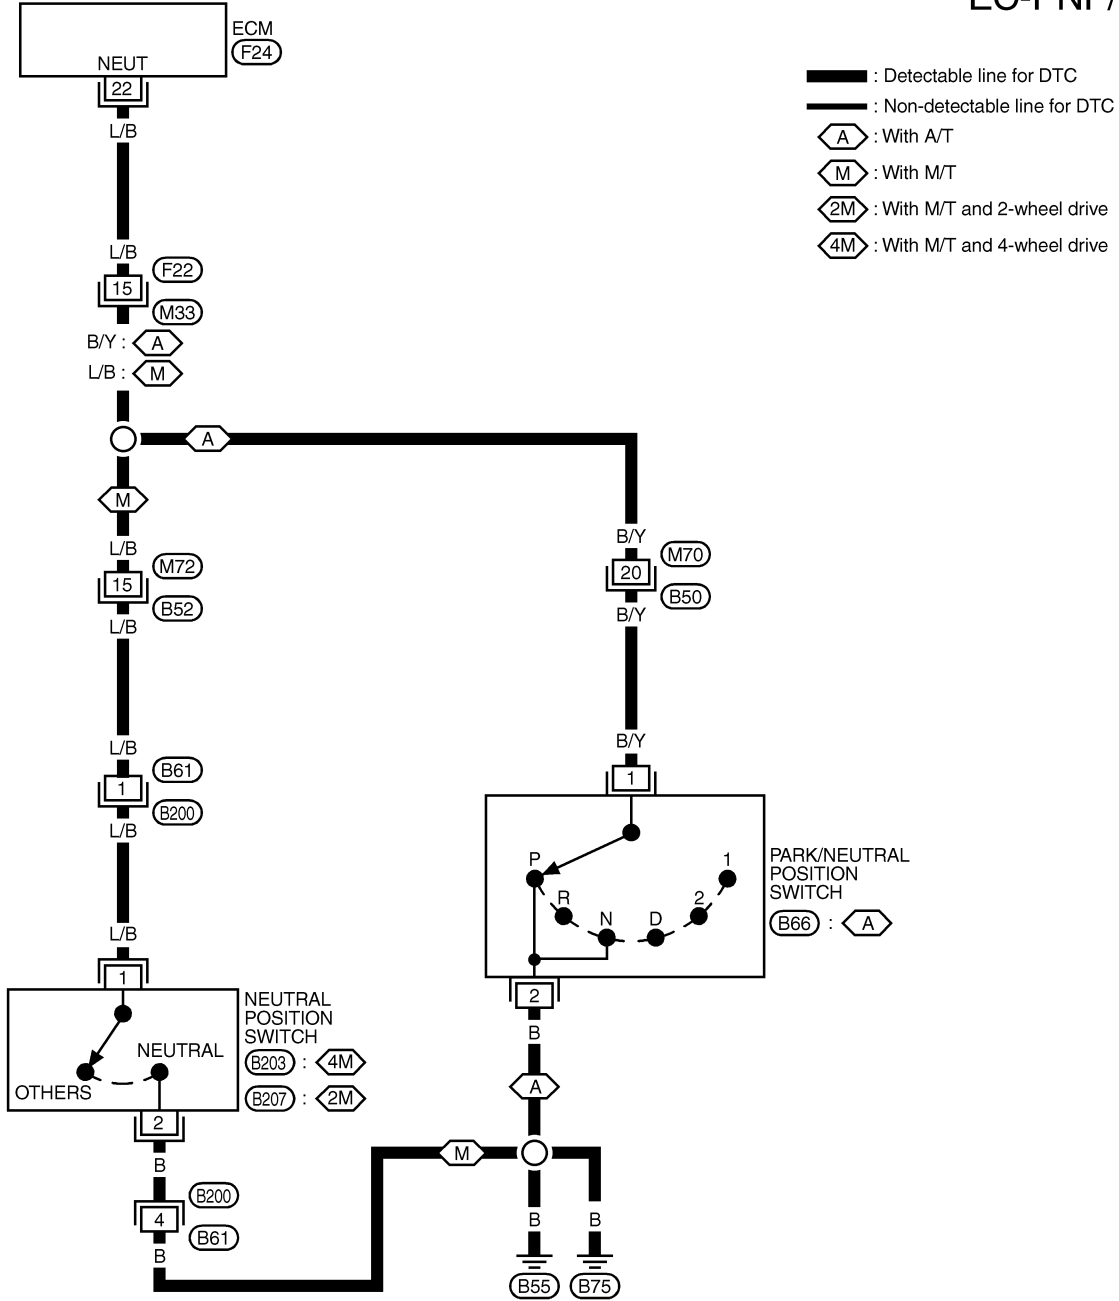 ECM
F24
NEUT
22
L/B
: Detectable line for DTC
: Non-detectable line for DTC
A : With A/T
M : With M/T
2M : With M/T and 2-wheel drive
4M : With M/T and 4-wheel drive
L/B
F22
15
M33
B/Y : A
L/B : M
A
M
L/B
M72
15
B52
L/B
B/Y
M70
20
B50
B/Y
L/B
B61
1
B200
L/B
B/Y
1
P
R
N
D
2
1
PARK/NEUTRAL
POSITION
SWITCH
B66 : A
2
B
A
L/B
1
NEUTRAL
POSITION
SWITCH
B203 : 4M
B207 : 2M
NEUTRAL
OTHERS
2
B
B200
4
B61
B
M
B
B
B55
B75